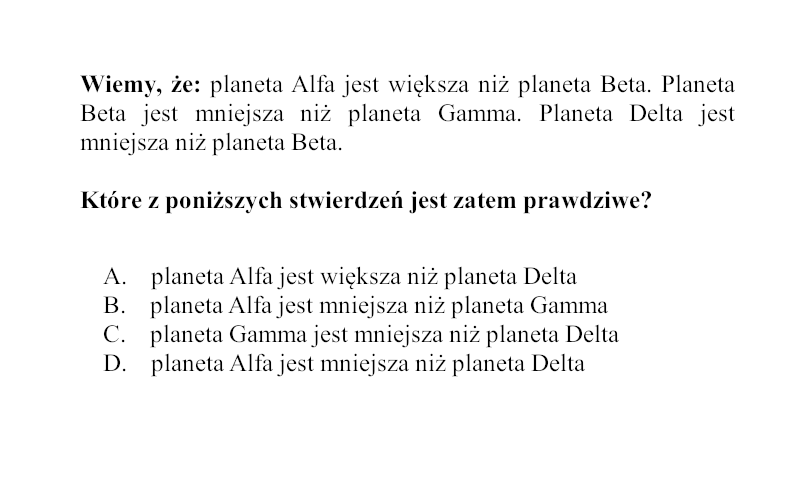 Wiemy, że: planeta Alfa jest większa niż planeta Beta. Planeta
Beta jest mniejsza niż planeta Gamma. Planeta Delta jest
mniejsza niż planeta Beta.
Które z poniższych stwierdzeń jest zatem prawdziwe?
A. planeta Alfa jest większa niż planeta Delta
B. planeta Alfa jest mniejsza niż planeta Gamma
C. planeta Gamma jest mniejsza niż planeta Delta
D. planeta Alfa jest mniejsza niż planeta Delta